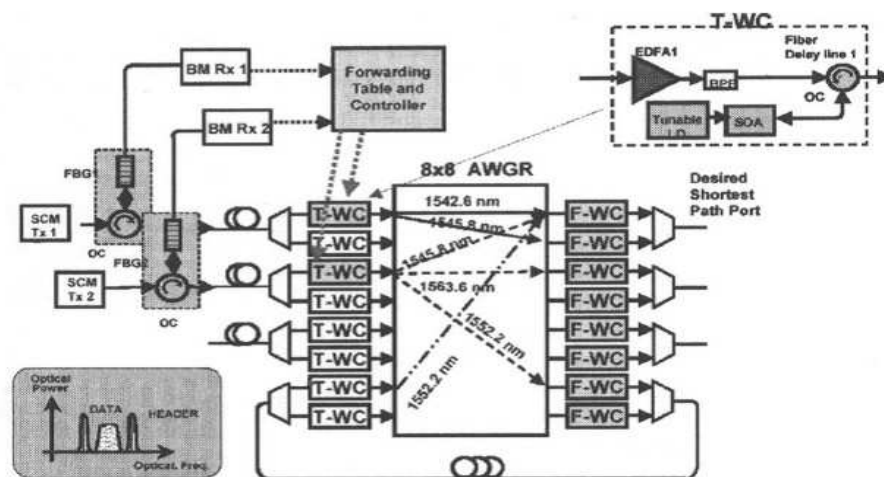 T-WC
EDFA1
Fiber
Delay line 1
BPF
OC
Tunable
LD
SOA
BM Rx 1
BM Rx 2
Forwarding
Table and
Controller
FBG1
SCM
Tx 1
OC
FBG2
SCM
Tx 2
OC
8x8 AWGR
Desired
Shortest
Path Port
T-WC
T-WC
T-WC
T-WC
T-WC
T-WC
T-WC
T-WC
1542.6 nm
1545.8 nm
1545.8 nm
1563.6 nm
1552.2 nm
1552.2 nm
F-WC
F-WC
F-WC
F-WC
F-WC
F-WC
F-WC
F-WC
Optical
Power
DATA
HEADER
Optical. Freq.